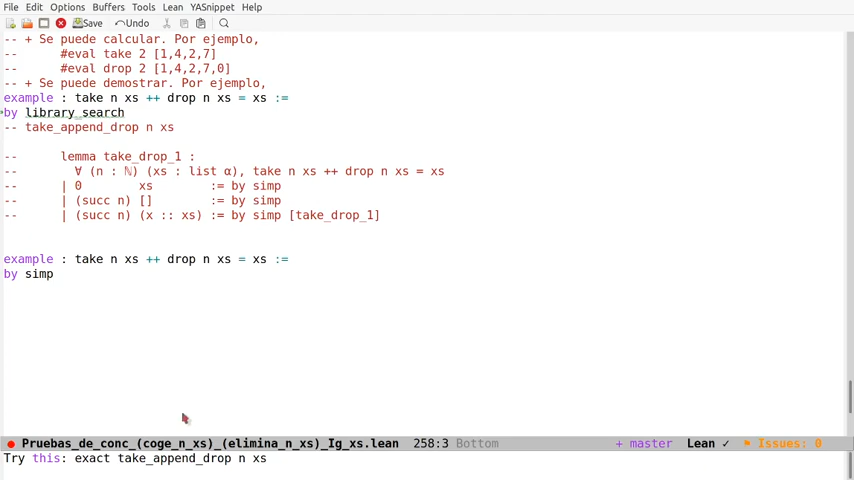 File Edit Options Buffers Tools Lean YASnippet Help
Save Undo
-- + Se puede calcular. Por ejemplo,
--      #eval take 2 [1,4,2,7]
--      #eval drop 2 [1,4,2,7,0]
-- + Se puede demostrar. Por ejemplo,
example : take n xs ++ drop n xs = xs :=
by library_search
-- take_append_drop n xs
--      lemma take_drop_1 :
--        ∀ (n : ℕ) (xs : list α), take n xs ++ drop n xs = xs
--      | 0        xs        := by simp
--      | (succ n) []        := by simp
--      | (succ n) (x :: xs) := by simp [take_drop_1]
example : take n xs ++ drop n xs = xs :=
by simp
Pruebas_de_conc_(coge_n_xs)_(elimina_n_xs)_Ig_xs.lean 258:3 Bottom + master Lean ✓ Issues: 0
Try this: exact take_append_drop n xs